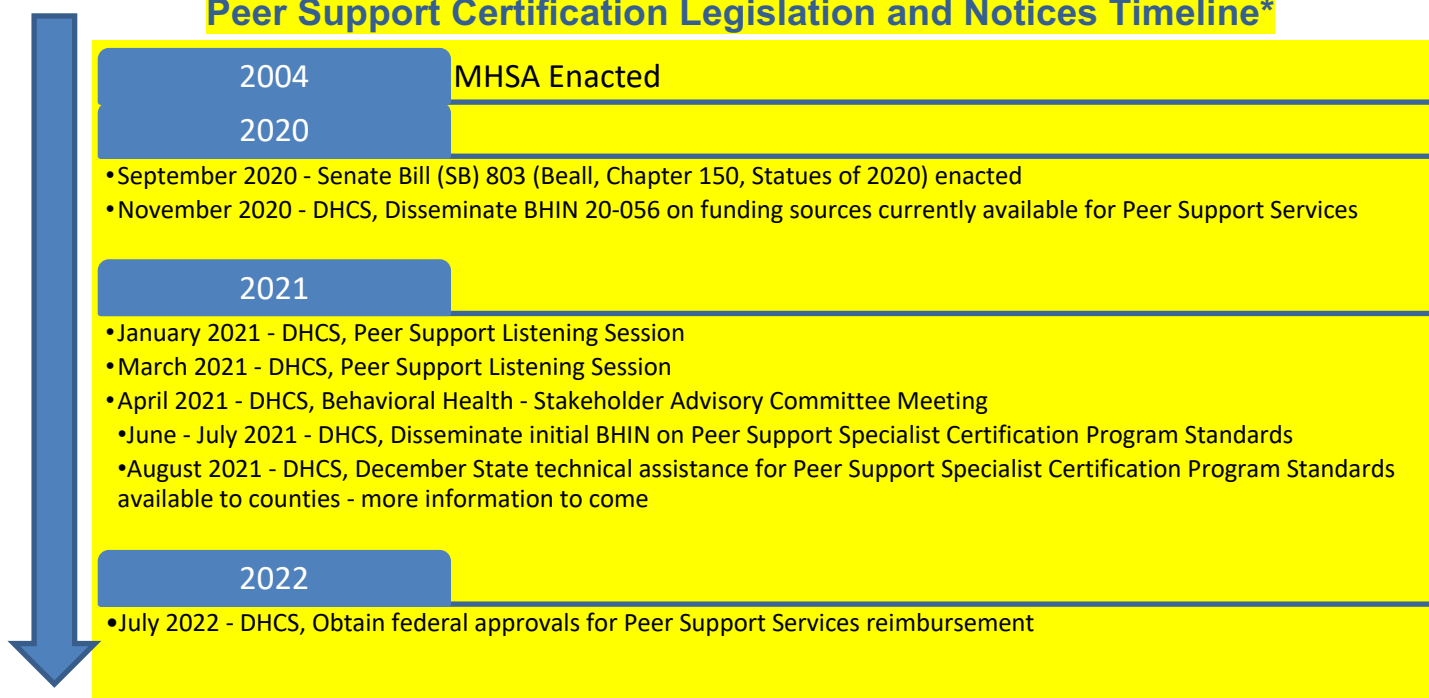 Peer Support Certification Legislation and Notices Timeline*
2004
MHSA Enacted
2020
•September 2020 - Senate Bill (SB) 803 (Beall, Chapter 150, Statues of 2020) enacted
•November 2020 - DHCS, Disseminate BHIN 20-056 on funding sources currently available for Peer Support Services
2021
•January 2021 - DHCS, Peer Support Listening Session
•March 2021 - DHCS, Peer Support Listening Session
•April 2021 - DHCS, Behavioral Health - Stakeholder Advisory Committee Meeting
•June - July 2021 - DHCS, Disseminate initial BHIN on Peer Support Specialist Certification Program Standards
•August 2021 - DHCS, December State technical assistance for Peer Support Specialist Certification Program Standards
available to counties - more information to come
2022
•July 2022 - DHCS, Obtain federal approvals for Peer Support Services reimbursement